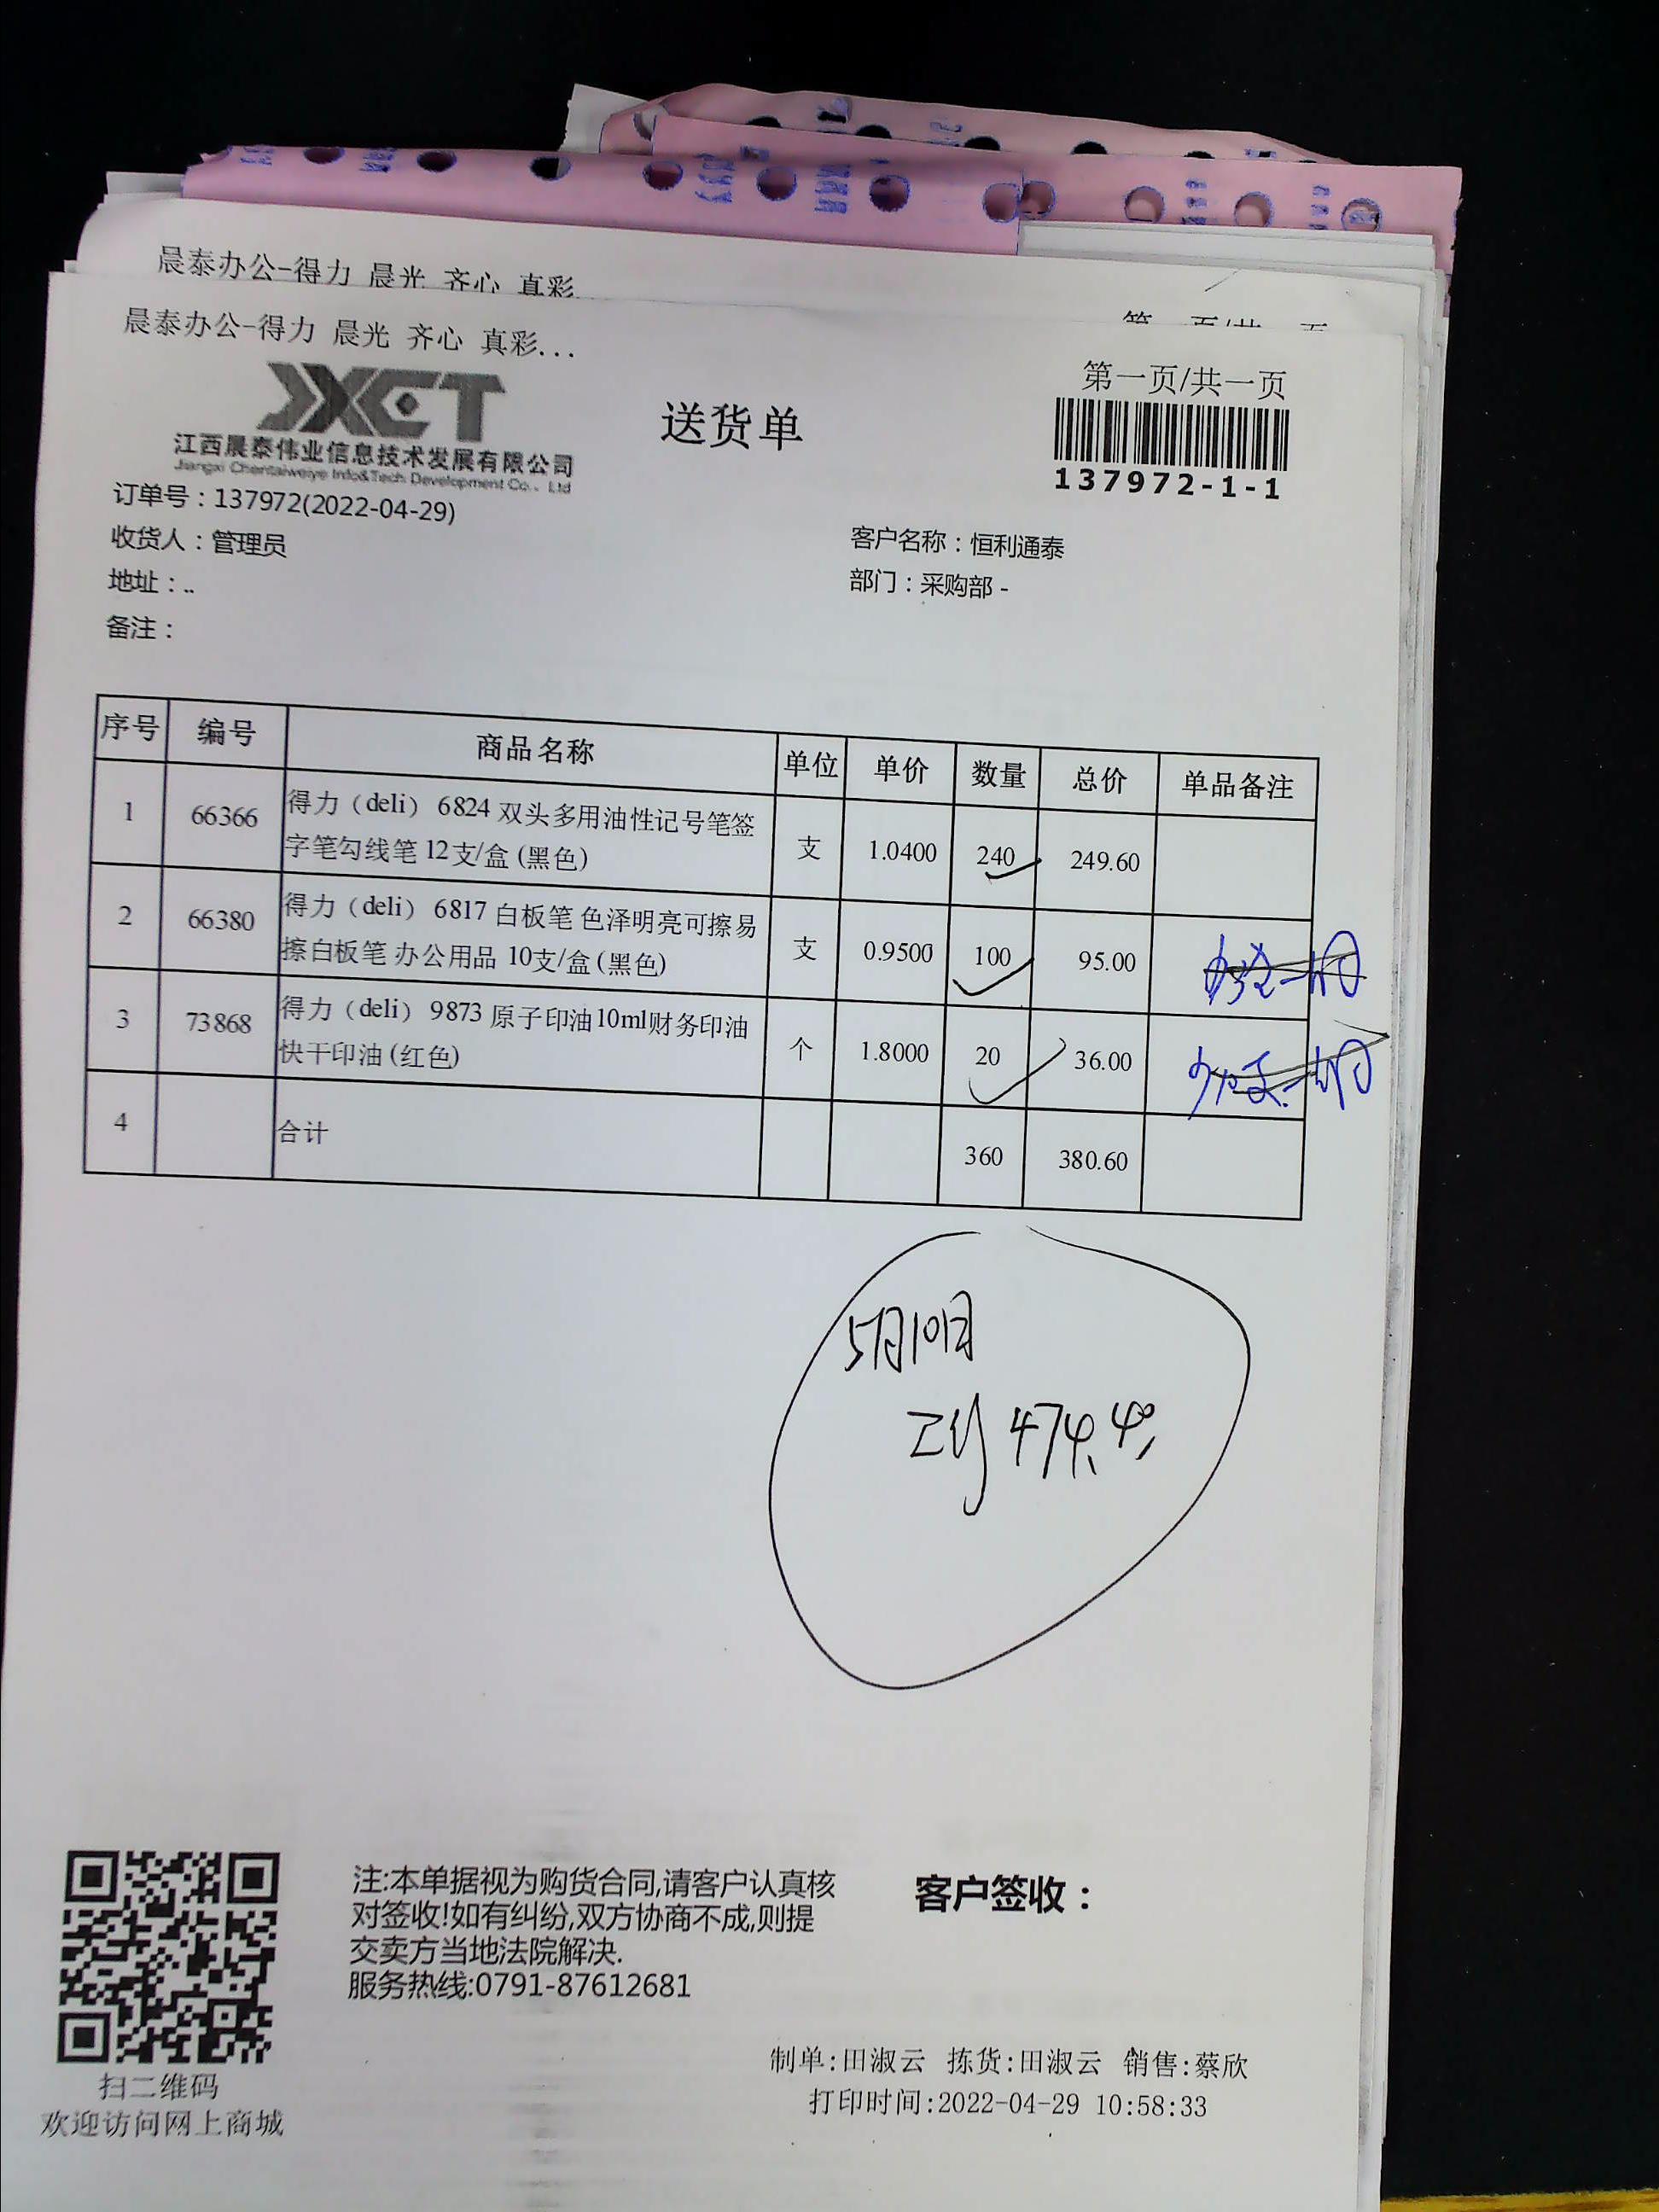 晨泰办公-得力 晨光 齐心 真彩
晨泰办公-得力 晨光 齐心 真彩...
第一页/共一页
JXCT
江西晨泰伟业信息技术发展有限公司
Jiangxi Chentaiweiye Info&Tech Development Co., Ltd
送货单
137972-1-1
订单号：137972(2022-04-29)
收货人：管理员
客户名称：恒利通泰
地址：..
部门：采购部 -
备注：
序号 编号 商品名称 单位 单价 数量 总价 单品备注
1 66366 得力（deli）6824 双头多用油性记号笔签
字笔勾线笔 12支/盒 (黑色) 支 1.0400 240 249.60
2 66380 得力（deli）6817 白板笔 色泽明亮可擦易
擦白板笔 办公用品 10支/盒 (黑色) 支 0.9500 100 95.00
3 73868 得力（deli）9873 原子印油10ml财务印油
快干印油 (红色) 个 1.8000 20 36.00
4 合计 360 380.60
5月10日
474.40
注:本单据视为购货合同,请客户认真核
对签收!如有纠纷,双方协商不成,则提
交卖方当地法院解决.
服务热线:0791-87612681
客户签收：
扫二维码
欢迎访问网上商城
制单:田淑云 拣货:田淑云 销售:蔡欣
打印时间:2022-04-29 10:58:33